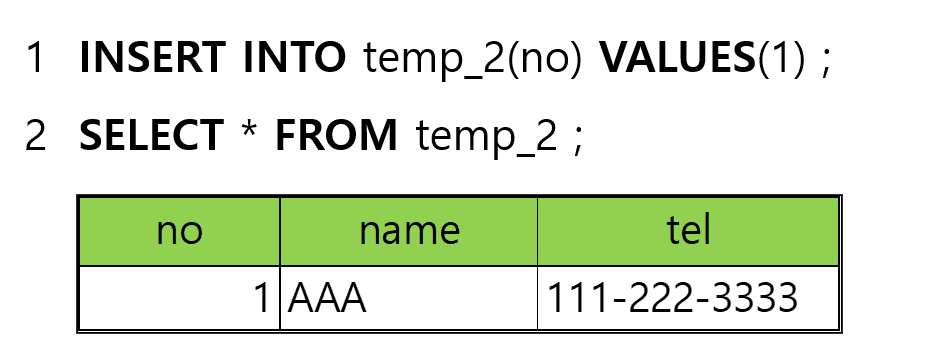 1 INSERT INTO temp_2(no) VALUES(1) ;
2 SELECT * FROM temp_2 ;
no name tel
1 AAA 111-222-3333